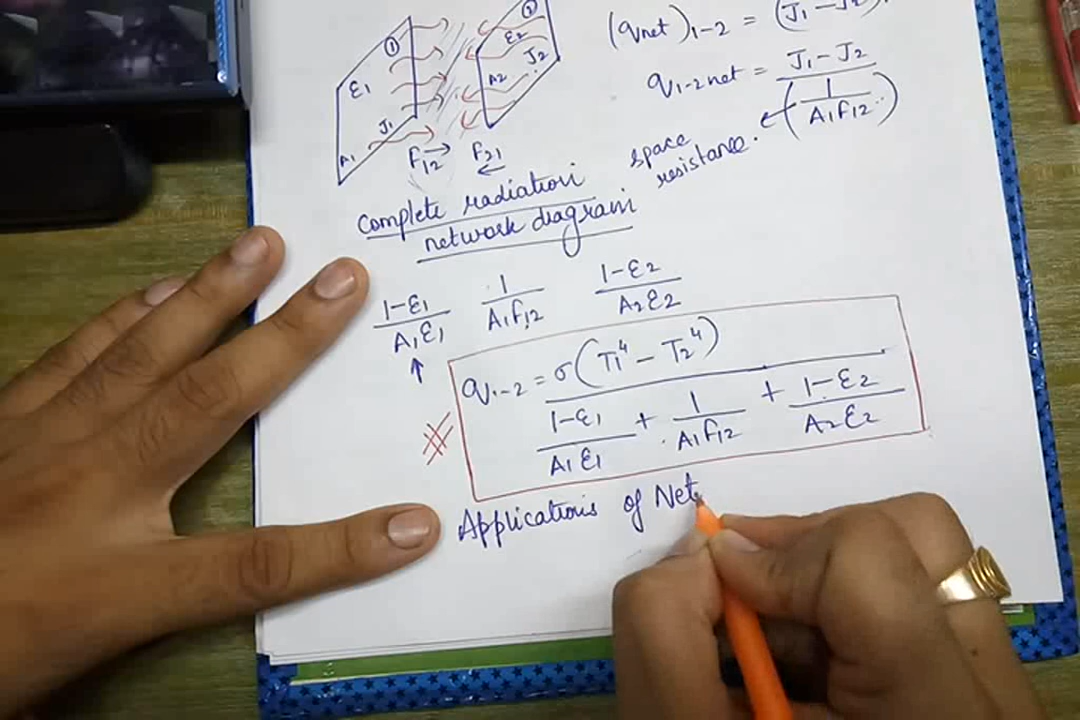 ① ②
ε1 ε2
J1 J2
A1 A2
F12 F21
(qnet)1-2 = (J1 - J2).
q1-2 net = J1 - J2 / (1 / A1F12)
space
resistance.
Complete radiation
network diagram
1-ε1 / A1ε1   1 / A1F12   1-ε2 / A2ε2
q1-2 = σ(T1⁴ - T2⁴) / (1-ε1 / A1ε1 + 1 / A1F12 + 1-ε2 / A2ε2)
Applications of Net